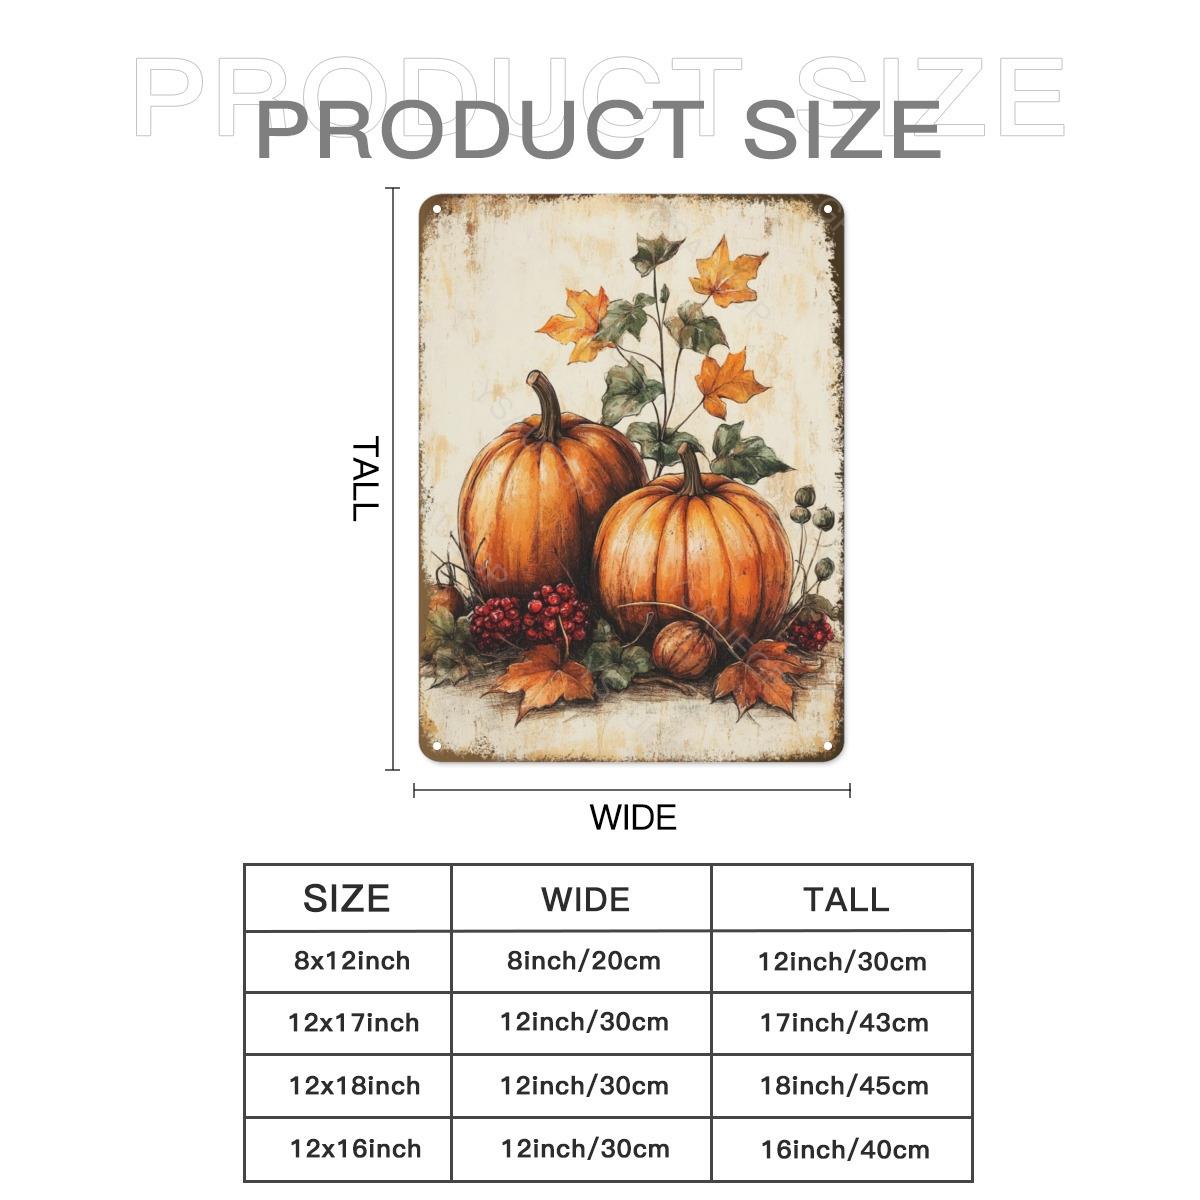 PRODUCT SIZE
PRODUCT SIZE
TALL
WIDE
SIZE WIDE TALL
8x12inch 8inch/20cm 12inch/30cm
12x17inch 12inch/30cm 17inch/43cm
12x18inch 12inch/30cm 18inch/45cm
12x16inch 12inch/30cm 16inch/40cm